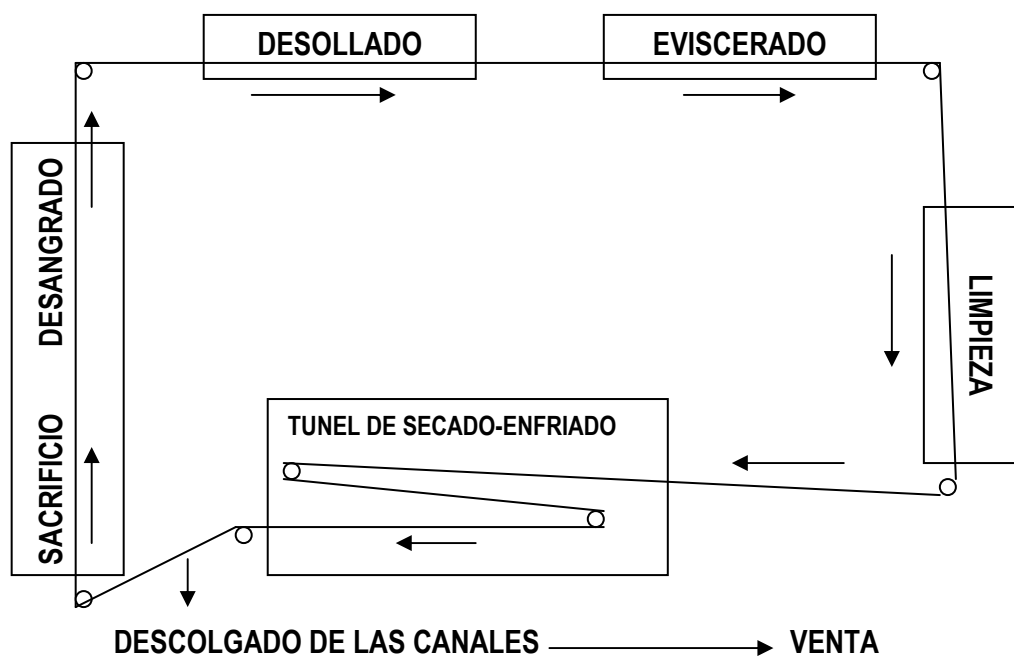 DESOLLADO
EVISCERADO
SACRIFICIO DESANGRADO
LIMPIEZA
TUNEL DE SECADO-ENFRIADO
DESCOLGADO DE LAS CANALES VENTA